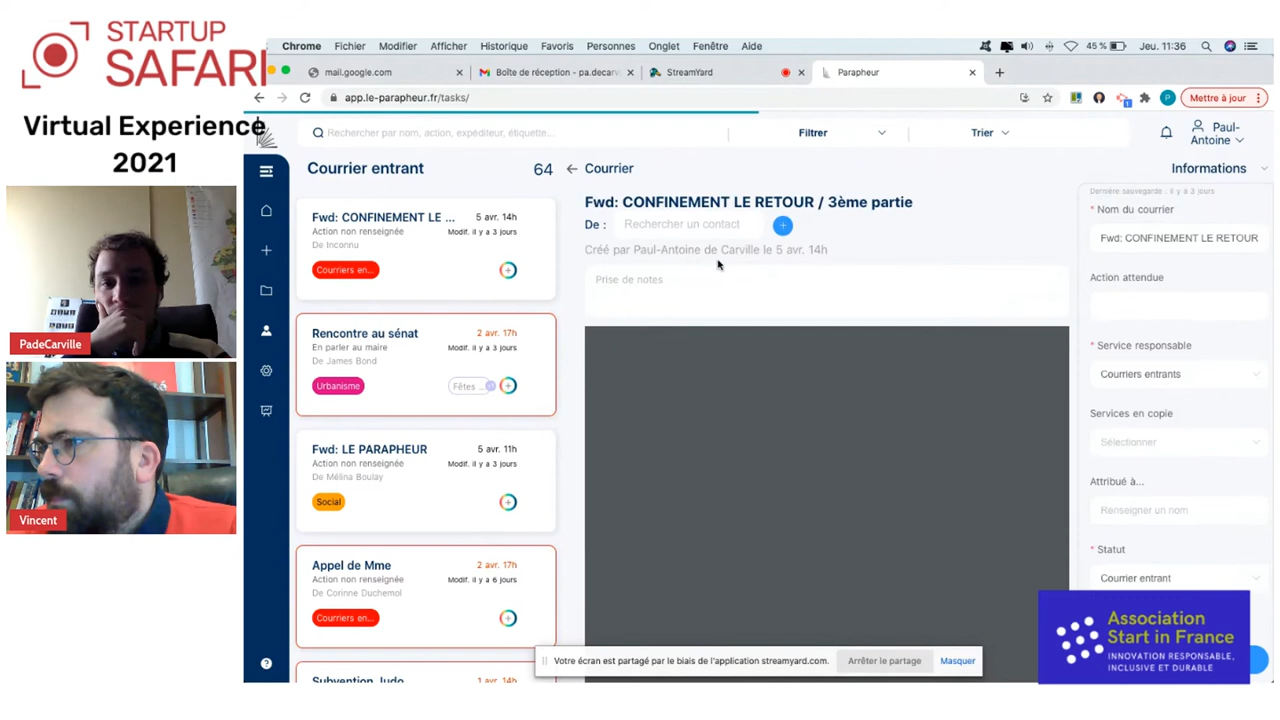 STARTUP
SAFARI
Virtual Experience
2021
PadeCarville
Vincent
Chrome Fichier Modifier Afficher Historique Favoris Personnes Onglet Fenêtre Aide
45 % Jeu. 11:36
mail.google.com
Boîte de réception - pa.decarv
StreamYard
Parapheur
app.le-parapheur.fr/tasks/
Mettre à jour
Rechercher par nom, action, expéditeur, étiquette...
Filtrer
Trier
Paul-
Antoine
Courrier entrant 64
Fwd: CONFINEMENT LE ... 5 avr. 14h
Action non renseignée Modif. il y a 3 jours
De Inconnu
Courriers en...
Rencontre au sénat 2 avr. 17h
En parler au maire Modif. il y a 3 jours
De James Bond
Urbanisme Fêtes ...
Fwd: LE PARAPHEUR 5 avr. 11h
Action non renseignée Modif. il y a 3 jours
De Mélina Boulay
Social
Appel de Mme 2 avr. 17h
Action non renseignée Modif. il y a 6 jours
De Corinne Duchemol
Courriers en...
Subvention Judo 1 avr. 14h
Courrier
Fwd: CONFINEMENT LE RETOUR / 3ème partie
De : Rechercher un contact
Créé par Paul-Antoine de Carville le 5 avr. 14h
Prise de notes
Informations
Dernière sauvegarde : il y a 3 jours
* Nom du courrier
Fwd: CONFINEMENT LE RETOUR
Action attendue
* Service responsable
Courriers entrants
Services en copie
Sélectionner
Attribué à...
Renseigner un nom
* Statut
Courrier entrant
Votre écran est partagé par le biais de l'application streamyard.com.
Arrêter le partage
Masquer
Association
Start in France
INNOVATION RESPONSABLE,
INCLUSIVE ET DURABLE